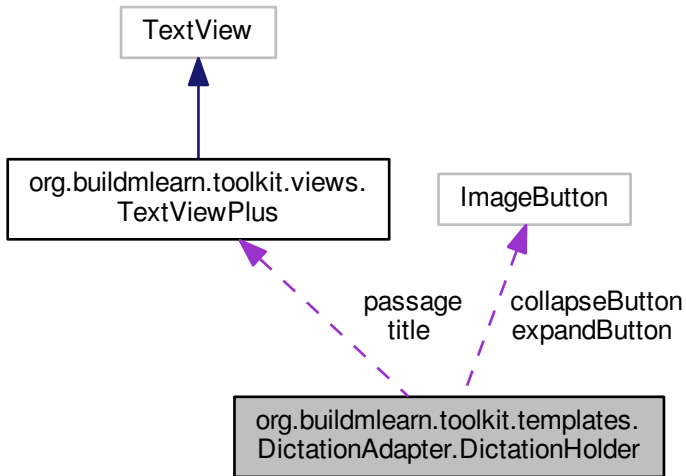 TextView
org.buildmlearn.toolkit.views.
TextViewPlus
ImageButton
passage
title
collapseButton
expandButton
org.buildmlearn.toolkit.templates.
DictationAdapter.DictationHolder